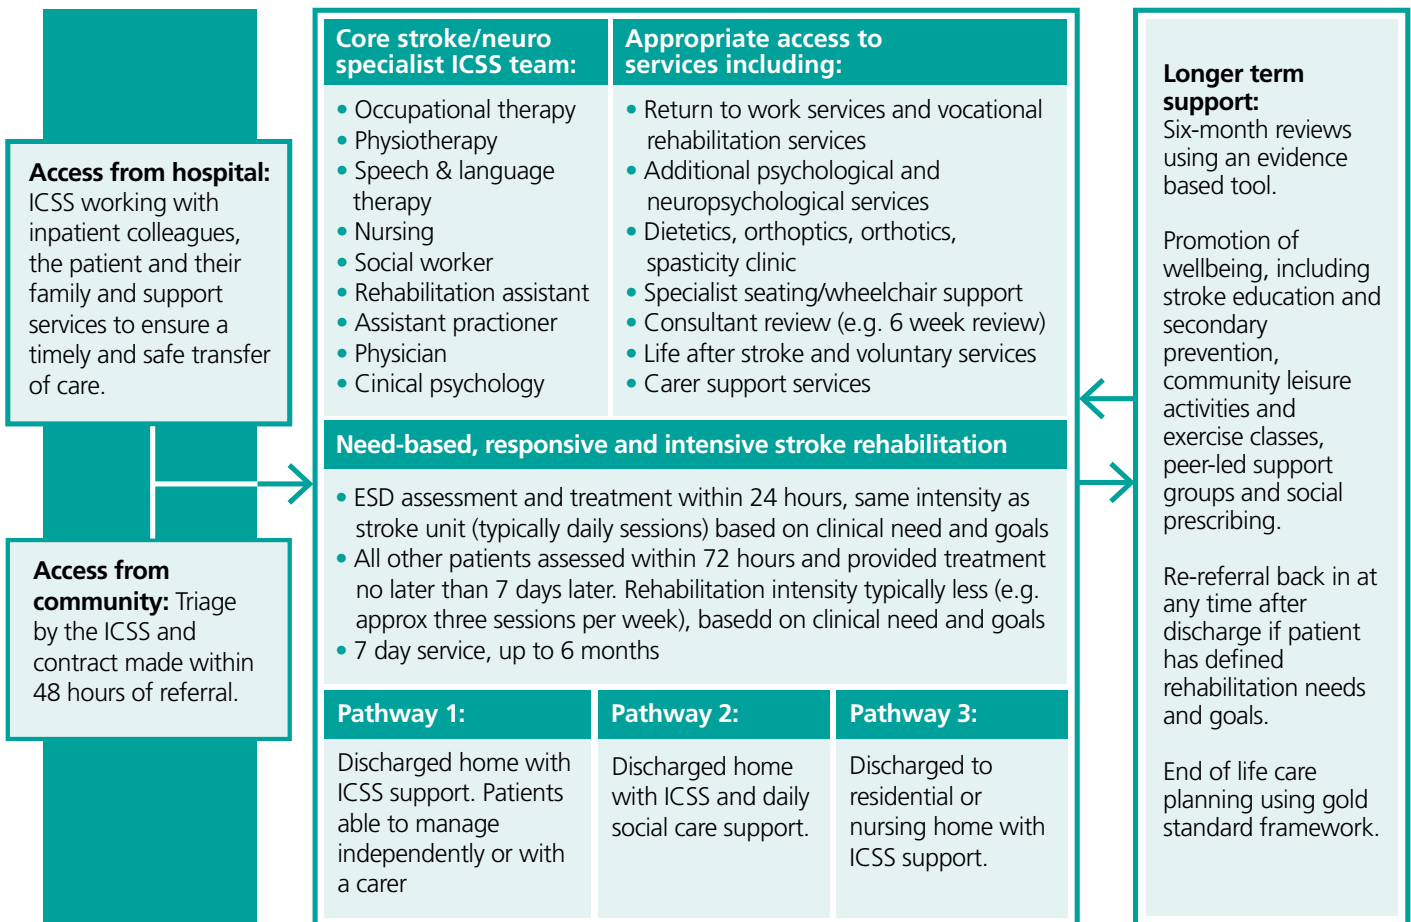 Access from hospital:
ICSS working with
inpatient colleagues,
the patient and their
family and support
services to ensure a
timely and safe transfer
of care.
Access from
community: Triage
by the ICSS and
contract made within
48 hours of referral.
Core stroke/neuro
specialist ICSS team:
• Occupational therapy
• Physiotherapy
• Speech & language
therapy
• Nursing
• Social worker
• Rehabilitation assistant
• Assistant practioner
• Physician
• Cinical psychology
Appropriate access to
services including:
• Return to work services and vocational
rehabilitation services
• Additional psychological and
neuropsychological services
• Dietetics, orthoptics, orthotics,
spasticity clinic
• Specialist seating/wheelchair support
• Consultant review (e.g. 6 week review)
• Life after stroke and voluntary services
• Carer support services
Need-based, responsive and intensive stroke rehabilitation
• ESD assessment and treatment within 24 hours, same intensity as
stroke unit (typically daily sessions) based on clinical need and goals
• All other patients assessed within 72 hours and provided treatment
no later than 7 days later. Rehabilitation intensity typically less (e.g.
approx three sessions per week), basedd on clinical need and goals
• 7 day service, up to 6 months
Pathway 1:
Discharged home with
ICSS support. Patients
able to manage
independently or with
a carer
Pathway 2:
Discharged home
with ICSS and daily
social care support.
Pathway 3:
Discharged to
residential or
nursing home with
ICSS support.
Longer term
support:
Six-month reviews
using an evidence
based tool.
Promotion of
wellbeing, including
stroke education and
secondary
prevention,
community leisure
activities and
exercise classes,
peer-led support
groups and social
prescribing.
Re-referral back in at
any time after
discharge if patient
has defined
rehabilitation needs
and goals.
End of life care
planning using gold
standard framework.